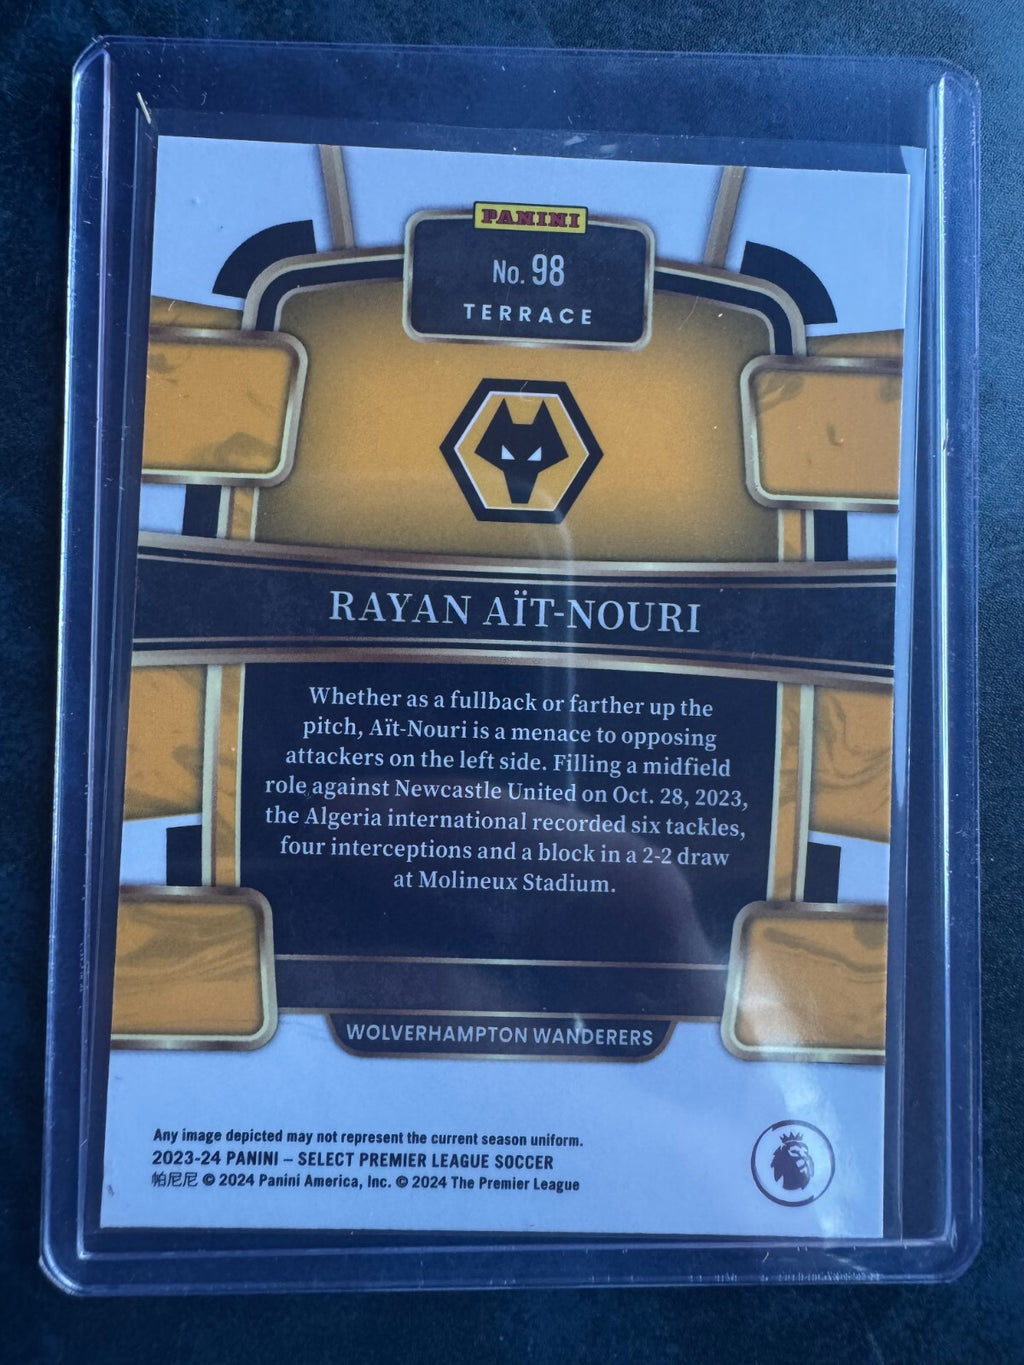 PANINI
No. 98
TERRACE
RAYAN AÏT-NOURI
Whether as a fullback or farther up the
pitch, Aït-Nouri is a menace to opposing
attackers on the left side. Filling a midfield
role against Newcastle United on Oct. 28, 2023,
the Algeria international recorded six tackles,
four interceptions and a block in a 2-2 draw
at Molineux Stadium.
WOLVERHAMPTON WANDERERS
Any image depicted may not represent the current season uniform.
2023-24 PANINI – SELECT PREMIER LEAGUE SOCCER
帕尼尼 © 2024 Panini America, Inc. © 2024 The Premier League